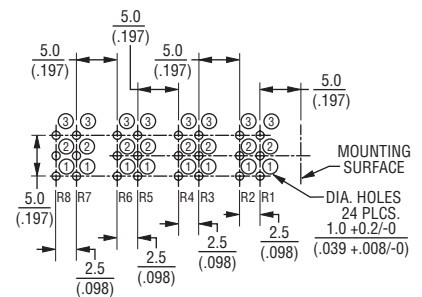 5.0
(.197)
5.0
(.197)
5.0
(.197)
5.0
(.197)
3 3 3 3 3 3 3 3
2 2 2 2 2 2 2 2
1 1 1 1 1 1 1 1
MOUNTING
SURFACE
5.0
(.197)
R8 R7 R6 R5 R4 R3 R2 R1
DIA. HOLES
24 PLCS.
1.0 +0.2/-0
(.039 +.008/-0)
2.5
(.098)
2.5
(.098)
2.5
(.098)
2.5
(.098)